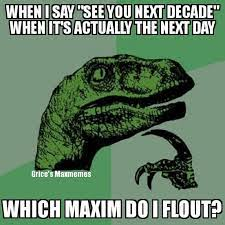 WHEN I SAY "SEE YOU NEXT DECADE"
WHEN IT'S ACTUALLY THE NEXT DAY
Grice's Maxmemes
WHICH MAXIM DO I FLOUT?